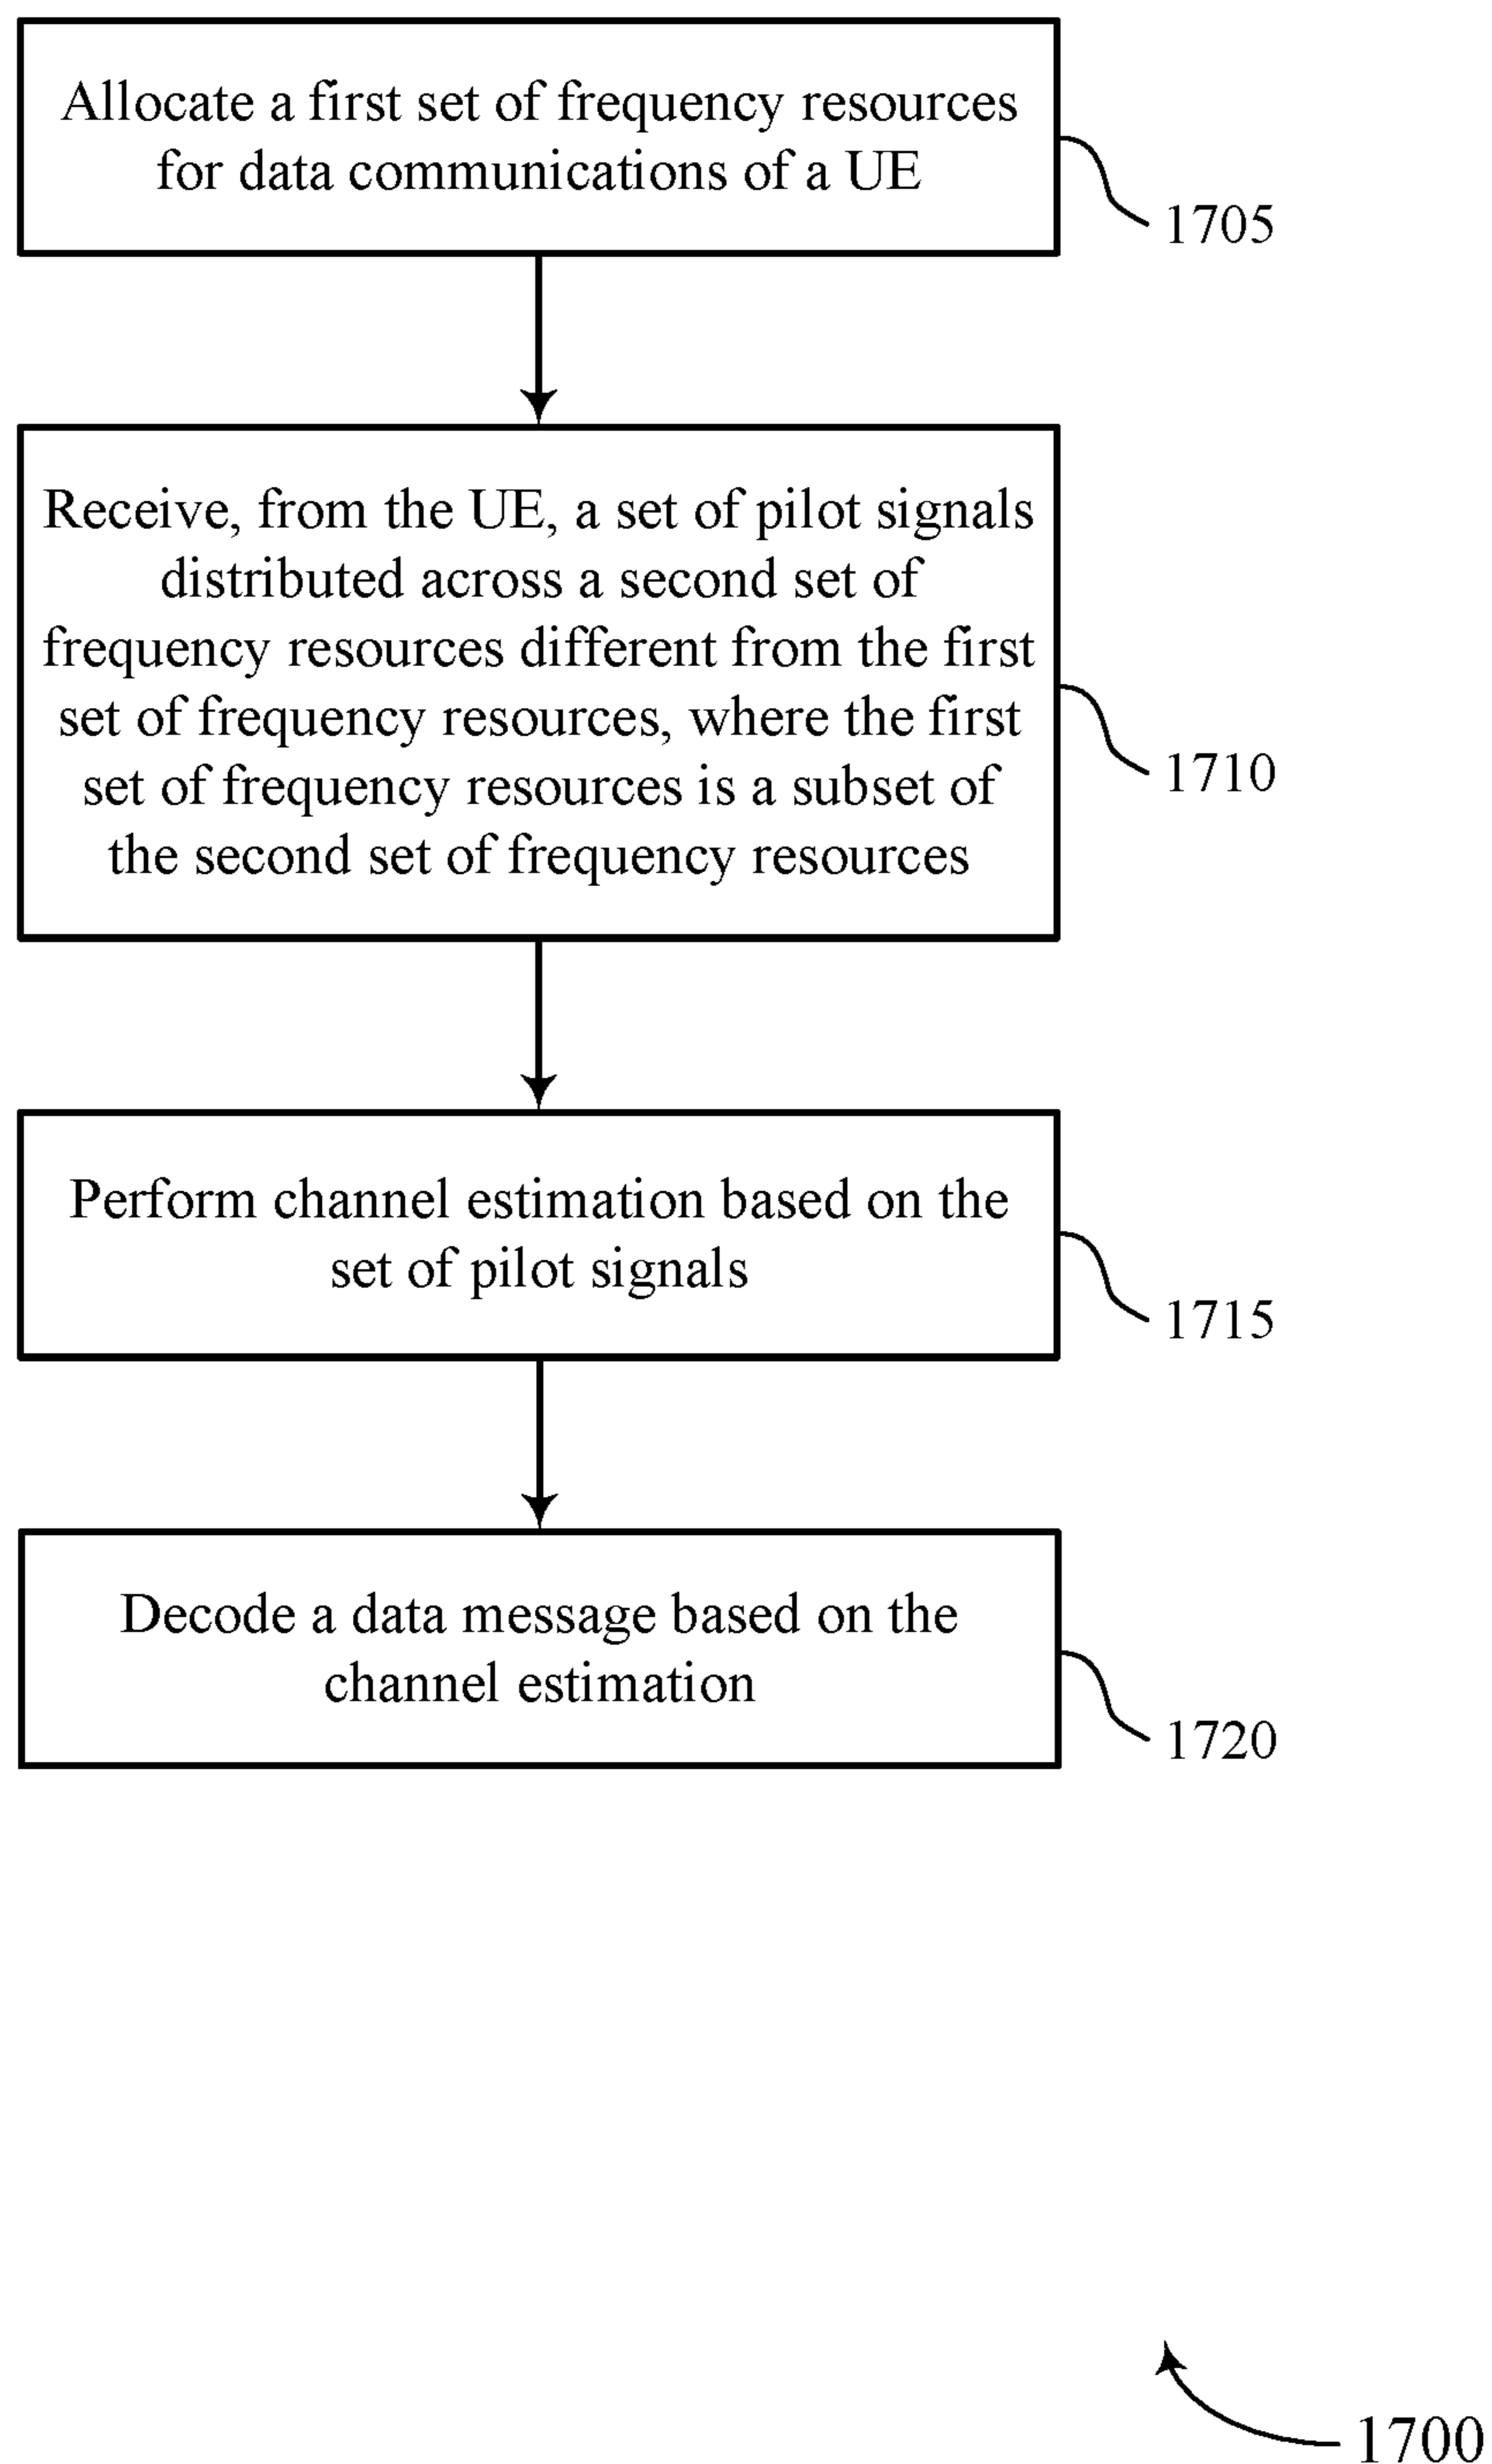 Allocate a first set of frequency resources
for data communications of a UE
1705
Receive, from the UE, a set of pilot signals
distributed across a second set of
frequency resources different from the first
set of frequency resources, where the first
set of frequency resources is a subset of
the second set of frequency resources
1710
Perform channel estimation based on the
set of pilot signals
1715
Decode a data message based on the
channel estimation
1720
1700